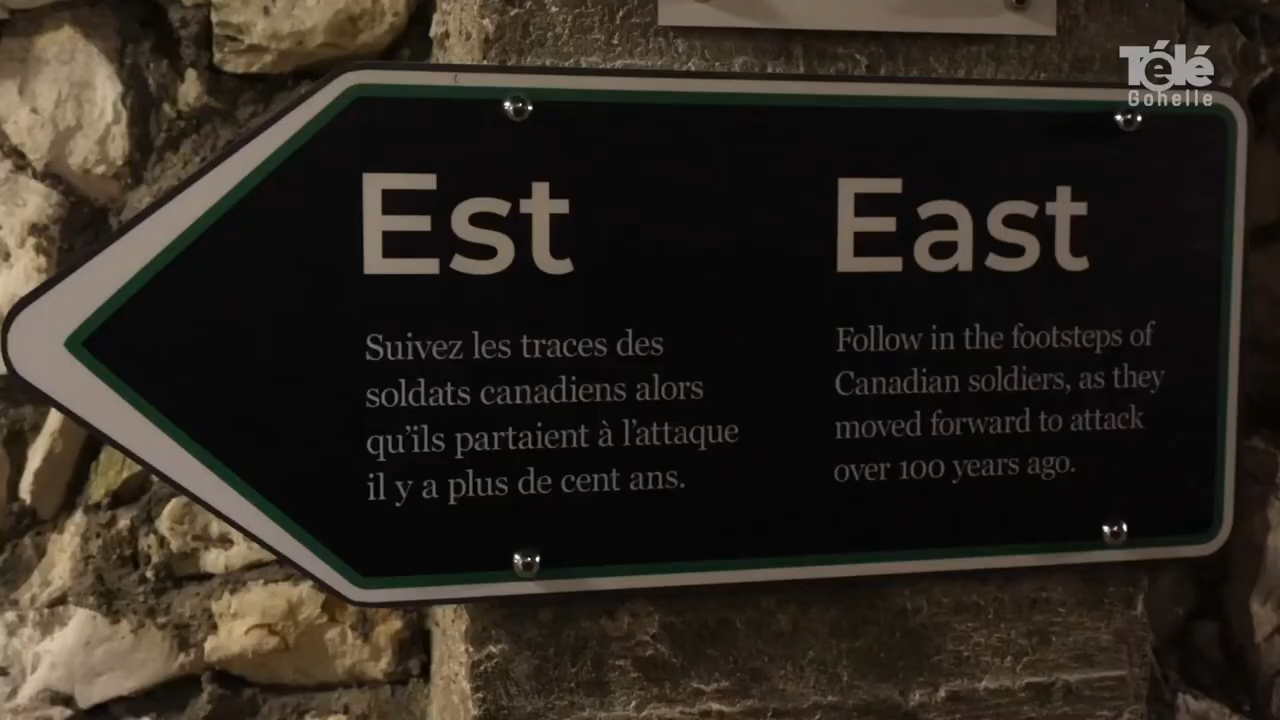 Télé
Gohelle
Est
Suivez les traces des
soldats canadiens alors
qu'ils partaient à l'attaque
il y a plus de cent ans.
East
Follow in the footsteps of
Canadian soldiers, as they
moved forward to attack
over 100 years ago.